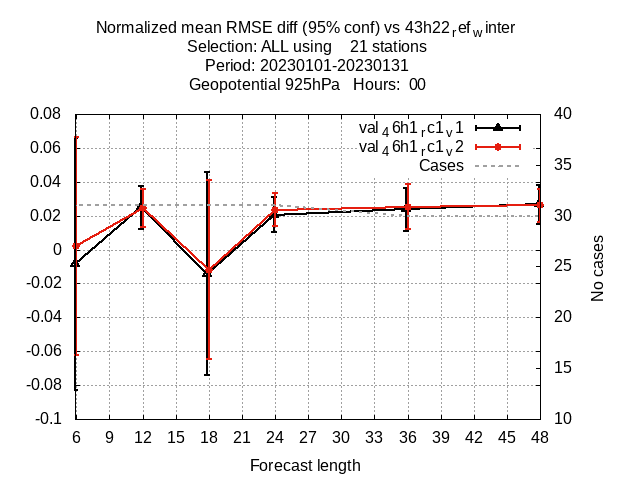 Normalized mean RMSE diff (95% conf) vs 43h22refwinter
Selection: ALL using 21 stations
Period: 20230101-20230131
Geopotential 925hPa Hours: 00
val46h1rc1v1
val46h1rc1v2
Cases
0.08
0.06
0.04
0.02
0
-0.02
-0.04
-0.06
-0.08
-0.1
40
35
30
25
20
15
10
No cases
6 9 12 15 18 21 24 27 30 33 36 39 42 45 48
Forecast length